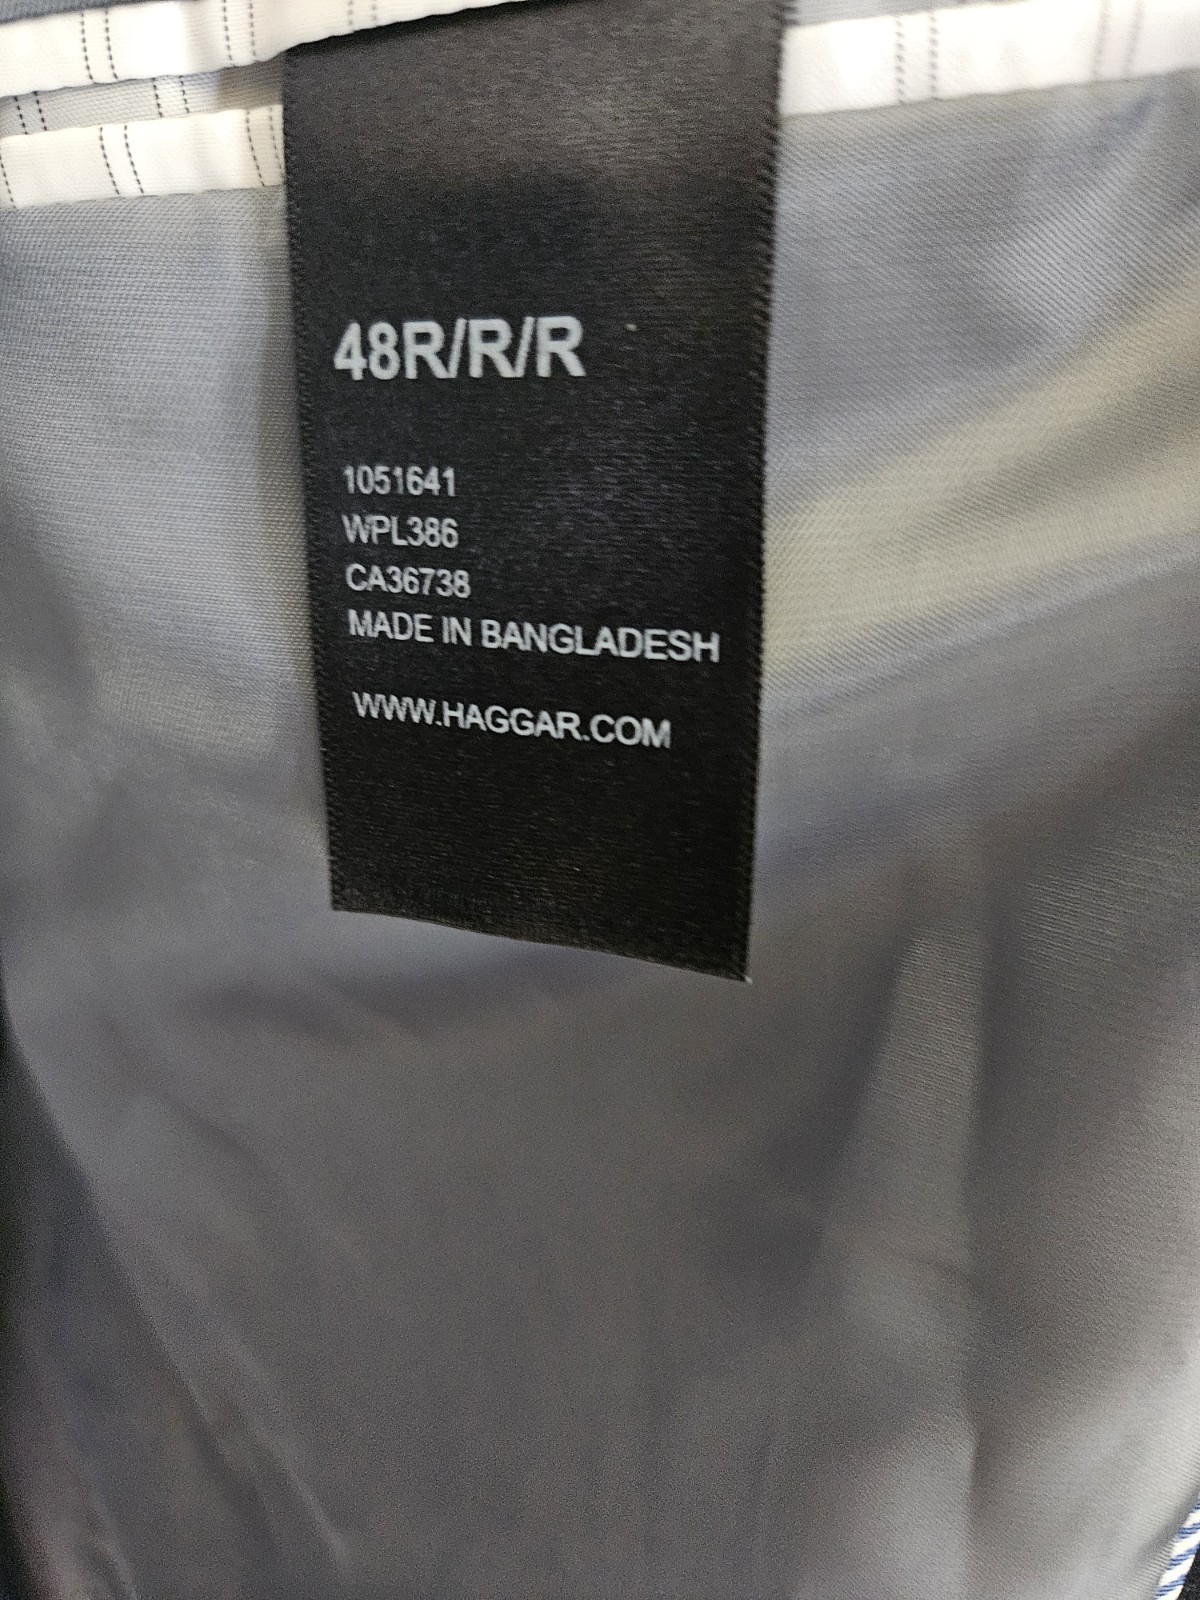 48R/R/R
1051641
WPL386
CA36738
MADE IN BANGLADESH
WWW.HAGGAR.COM